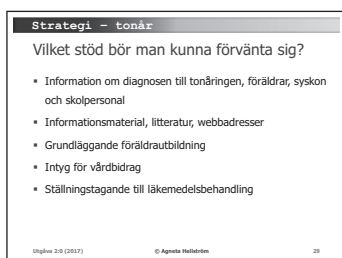 Strategi – tonår
Vilket stöd bör man kunna förvänta sig?
▪ Information om diagnosen till tonåringen, föräldrar, syskon
och skolpersonal
▪ Informationsmaterial, litteratur, webbadresser
▪ Grundläggande föräldrautbildning
▪ Intyg för vårdbidrag
▪ Ställningstagande till läkemedelsbehandling
Utgåva 2:0 (2017) © Agneta Hellström 29